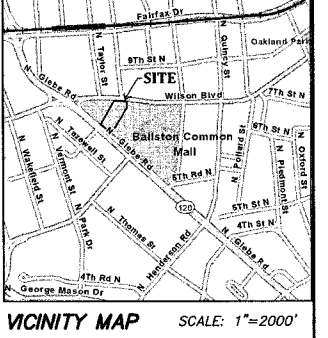 Fairfax Dr
N Taylor St
N Quincy St
Oakland Park
9Th St N
N Glebe Rd
SITE
Wilson Blvd
7Th St N
N Tazewell St
Ballston Common
Mall
6Th St N
N Oxford St
N Wakefield St
N Vermont St
N Glebe Rd
N Pollard St
N Piedmont St
5Th Rd N
N Park Dr
120
5Th St N
N Thomas St
4Th St N
N Glebe Rd
N Henderson Rd
4Th Rd N
N George Mason Dr
VICINITY MAP SCALE: 1"=2000'